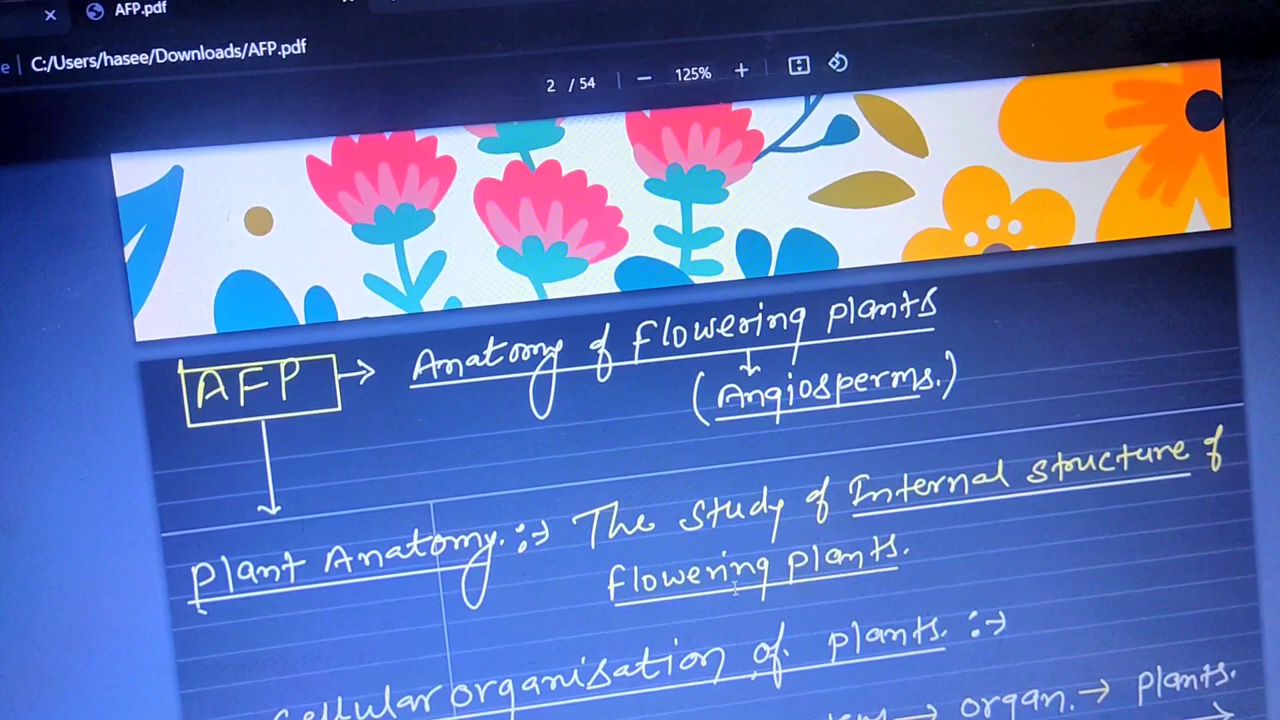 AFP.pdf
C:/Users/hasee/Downloads/AFP.pdf
2 / 54 125%
AFP → Anatomy of flowering plants
(Angiosperms.)
Plant Anatomy. :→ The study of Internal structure of
flowering plants.
Cellular organisation of plants. :→
→ organ. → plants.